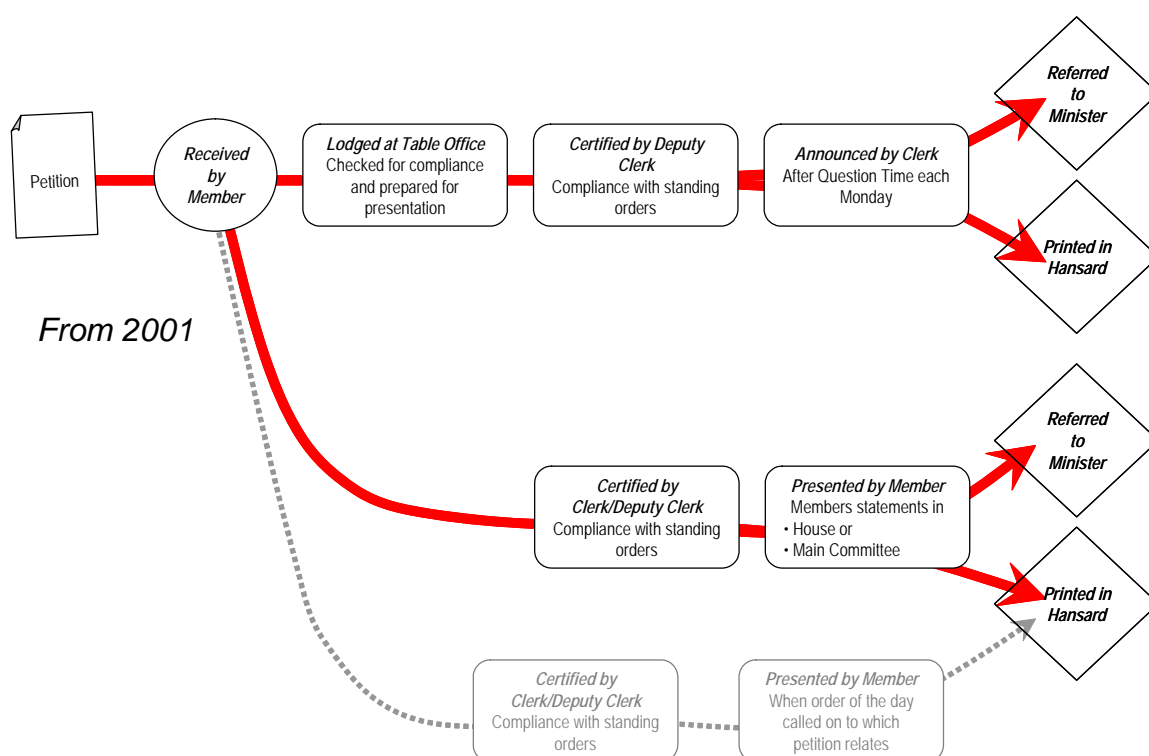 Petition
Received
by
Member
Lodged at Table Office
Checked for compliance
and prepared for
presentation
Certified by Deputy
Clerk
Compliance with standing
orders
Announced by Clerk
After Question Time each
Monday
Referred
to
Minister
Printed in
Hansard
From 2001
Certified by
Clerk/Deputy Clerk
Compliance with standing
orders
Presented by Member
Members statements in
• House or
• Main Committee
Referred
to
Minister
Printed in
Hansard
Certified by
Clerk/Deputy Clerk
Compliance with standing
orders
Presented by Member
When order of the day
called on to which
petition relates